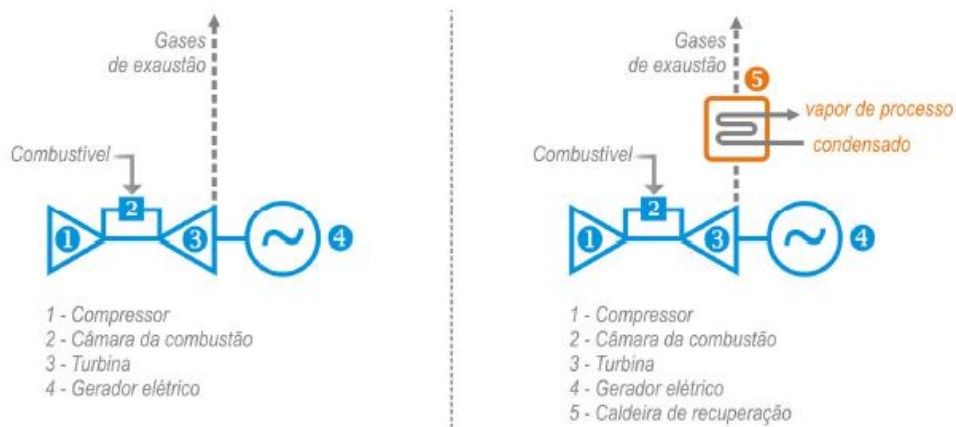 Gases
de exaustão
Combustível
2
1
3
4
1 - Compressor
2 - Câmara da combustão
3 - Turbina
4 - Gerador elétrico
Gases
de exaustão
5
vapor de processo
condensado
Combustível
2
1
3
4
1 - Compressor
2 - Câmara da combustão
3 - Turbina
4 - Gerador elétrico
5 - Caldeira de recuperação